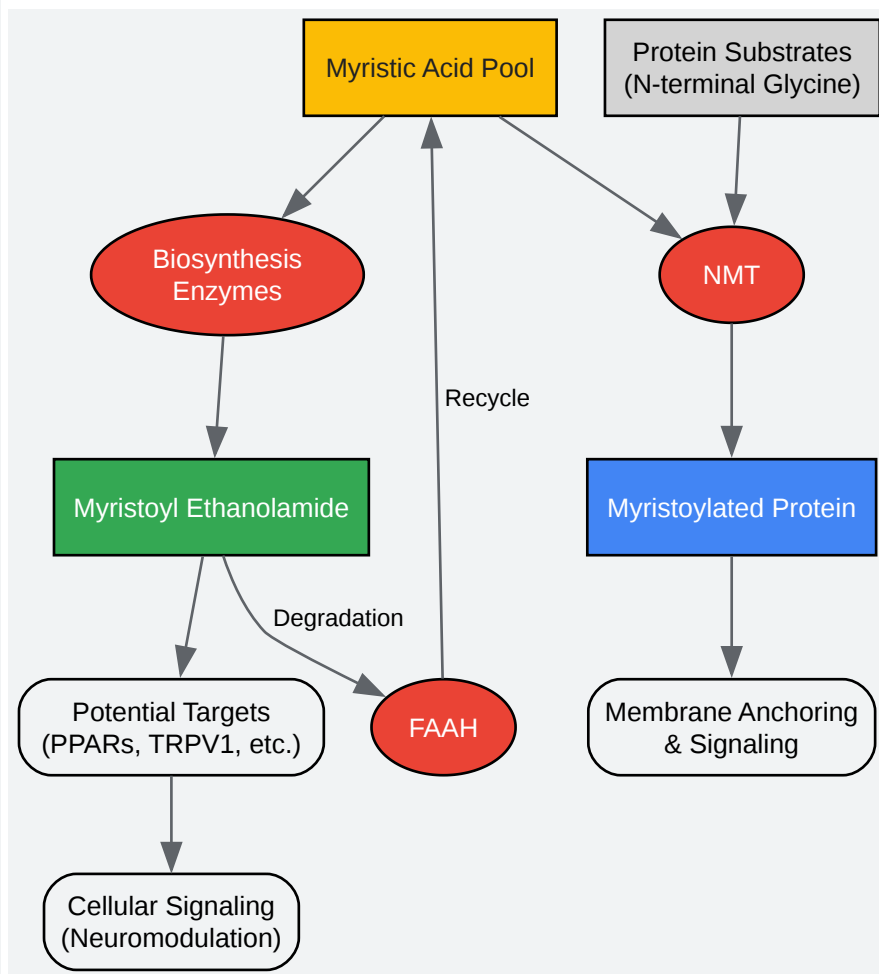 Myristic Acid Pool
Protein Substrates
(N-terminal Glycine)
Biosynthesis
Enzymes
NMT
Recycle
Myristoyl Ethanolamide
Myristoylated Protein
Degradation
Potential Targets
(PPARs, TRPV1, etc.)
FAAH
Membrane Anchoring
& Signaling
Cellular Signaling
(Neuromodulation)